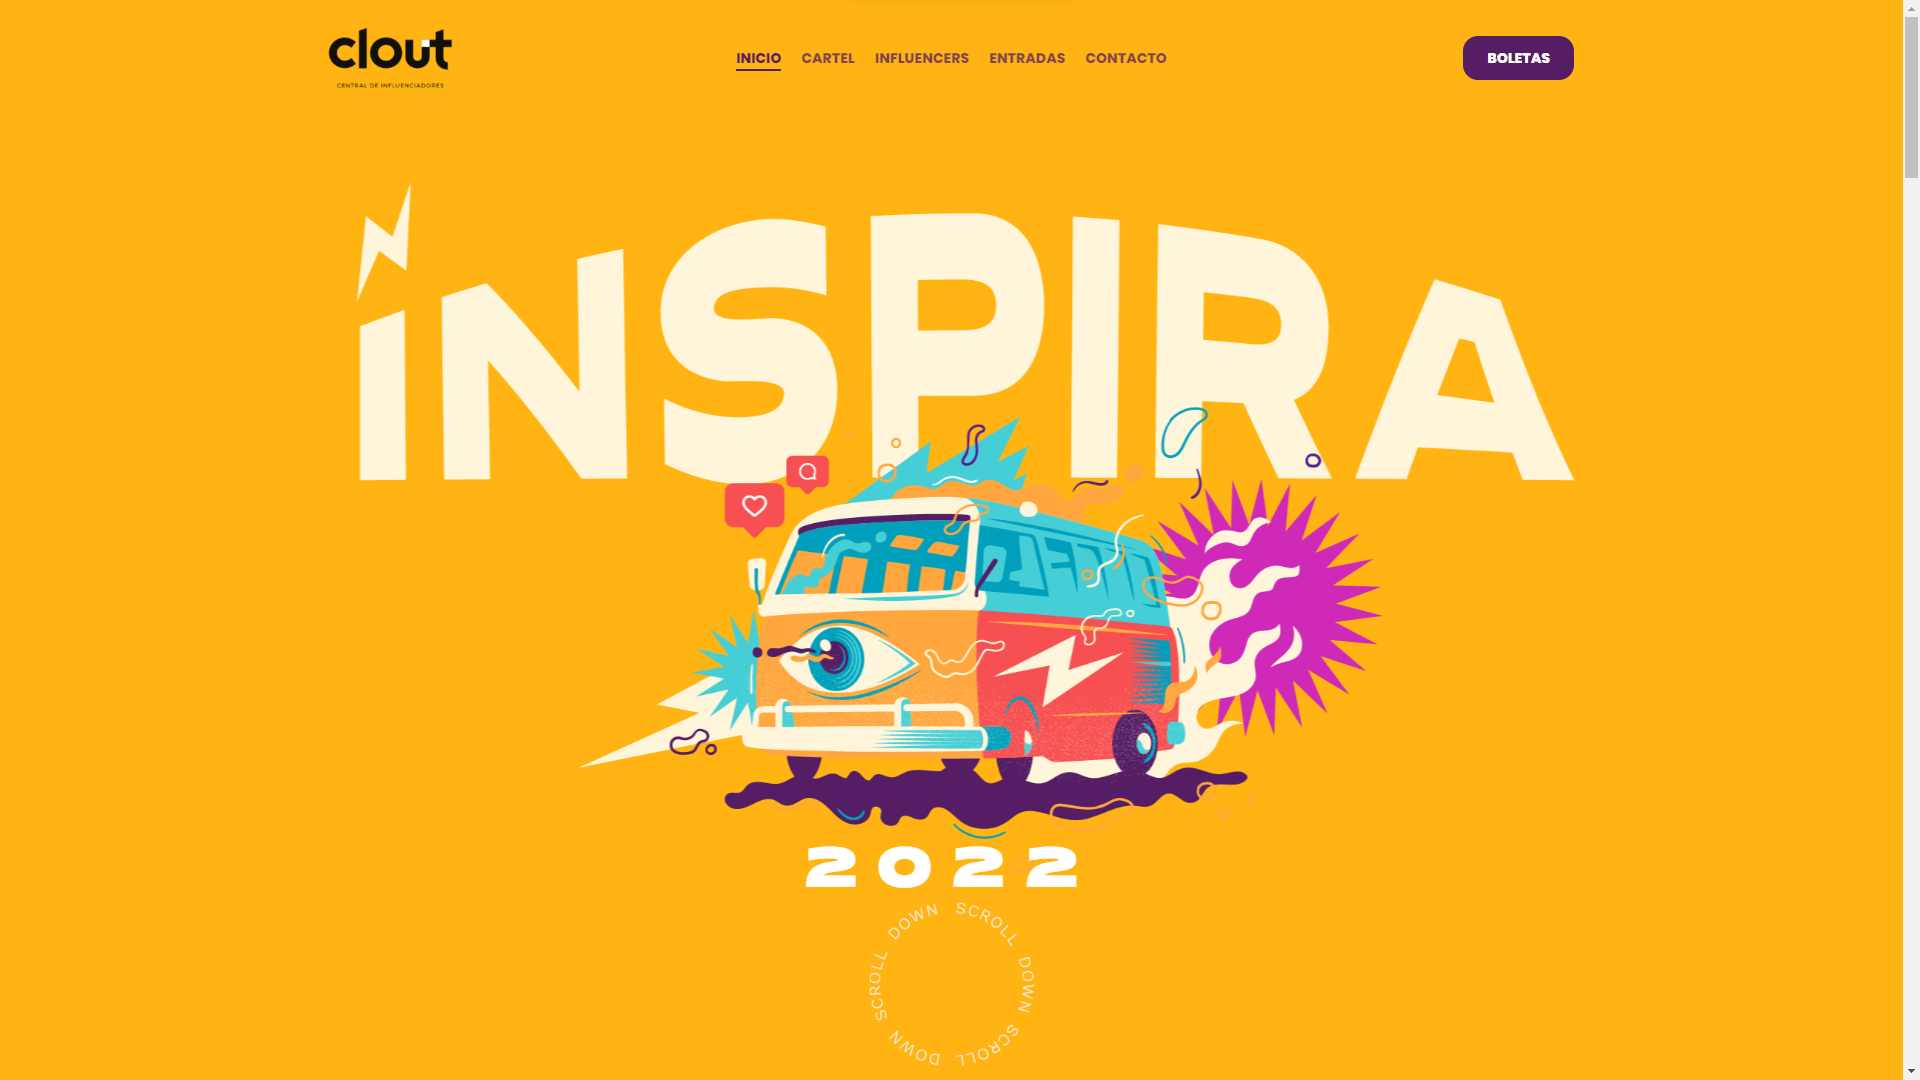 clout
CENTRAL DE INFLUENCIADORES
INICIO CARTEL INFLUENCERS ENTRADAS CONTACTO
BOLETAS
iNSPIRA
2022
SCROLL DOWN SCROLL DOWN SCROLL DOWN